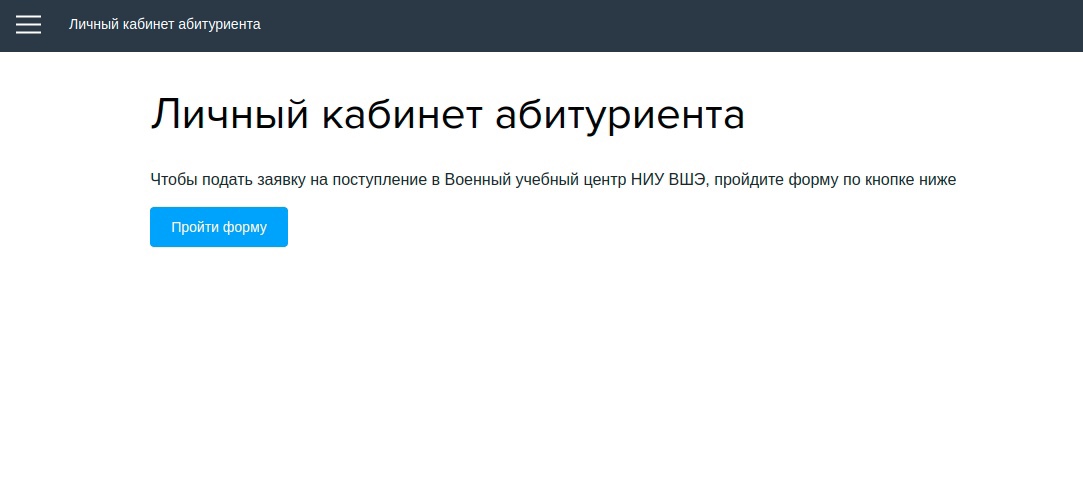 Личный кабинет абитуриента
Личный кабинет абитуриента
Чтобы подать заявку на поступление в Военный учебный центр НИУ ВШЭ, пройдите форму по кнопке ниже
Пройти форму